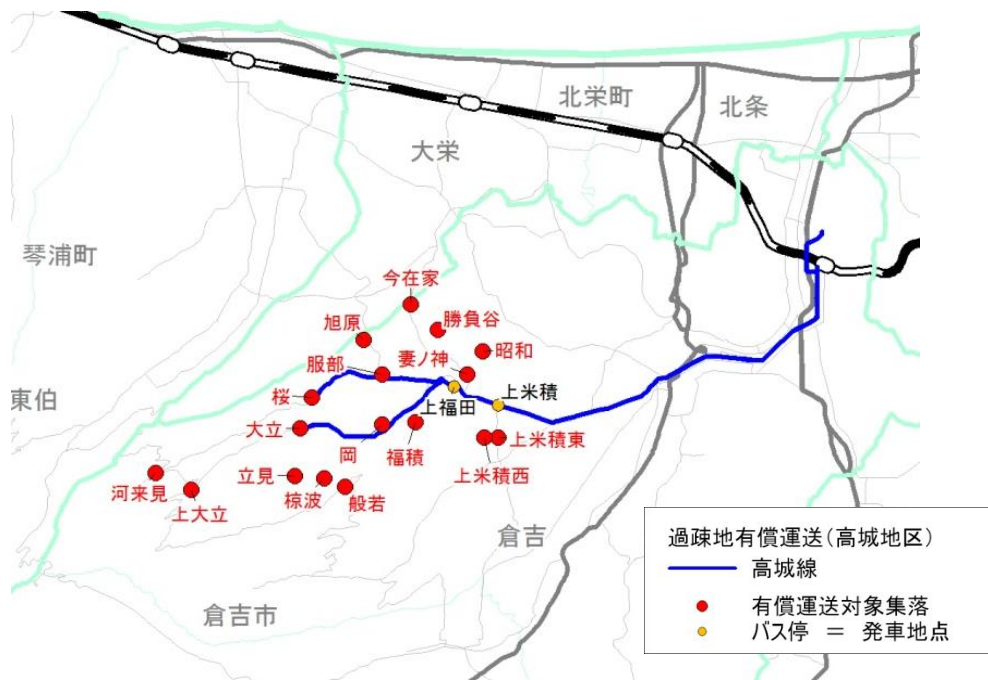 北栄町
北条
大栄
琴浦町
今在家
勝負谷
旭原
昭和
服部
妻ノ神
桜
上米積
東伯
上福田
大立
岡
福積
上米積東
上米積西
立見
河来見
上大立
椋波
般若
倉吉
倉吉市
過疎地有償運送(高城地区)
高城線
有償運送対象集落
バス停 = 発車地点